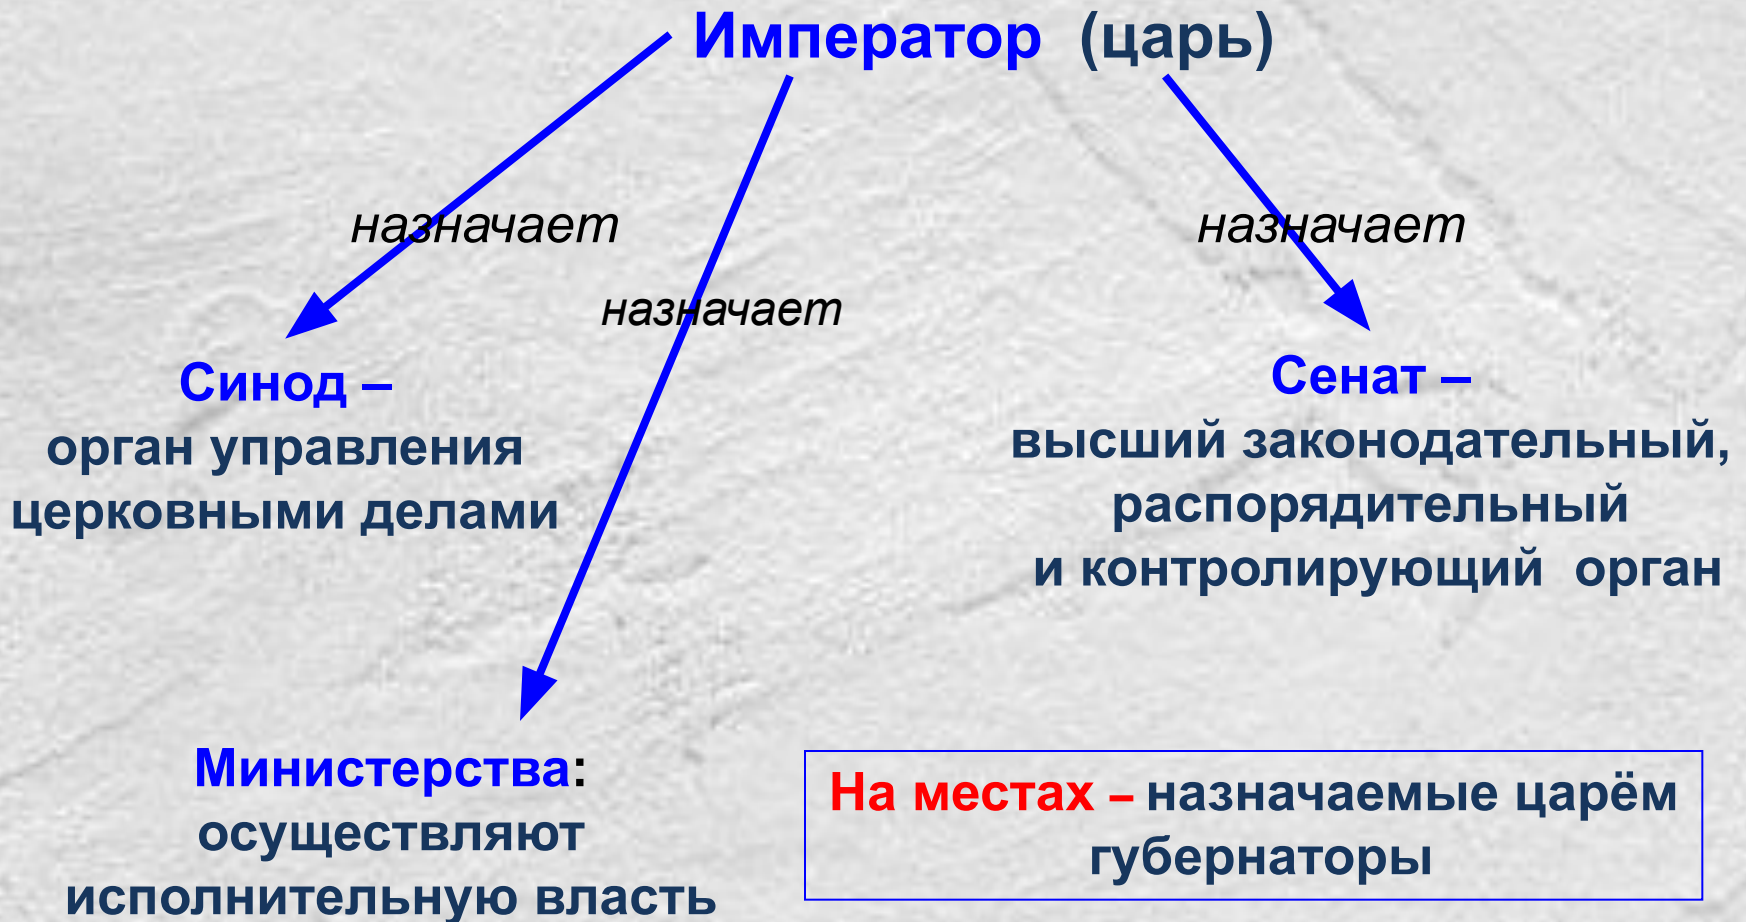 Император (царь)
назначает
назначает
назначает
Синод –
орган управления
церковными делами
Сенат –
высший законодательный,
распорядительный
и контролирующий орган
Министерства:
осуществляют
исполнительную власть
На местах – назначаемые царём
губернаторы